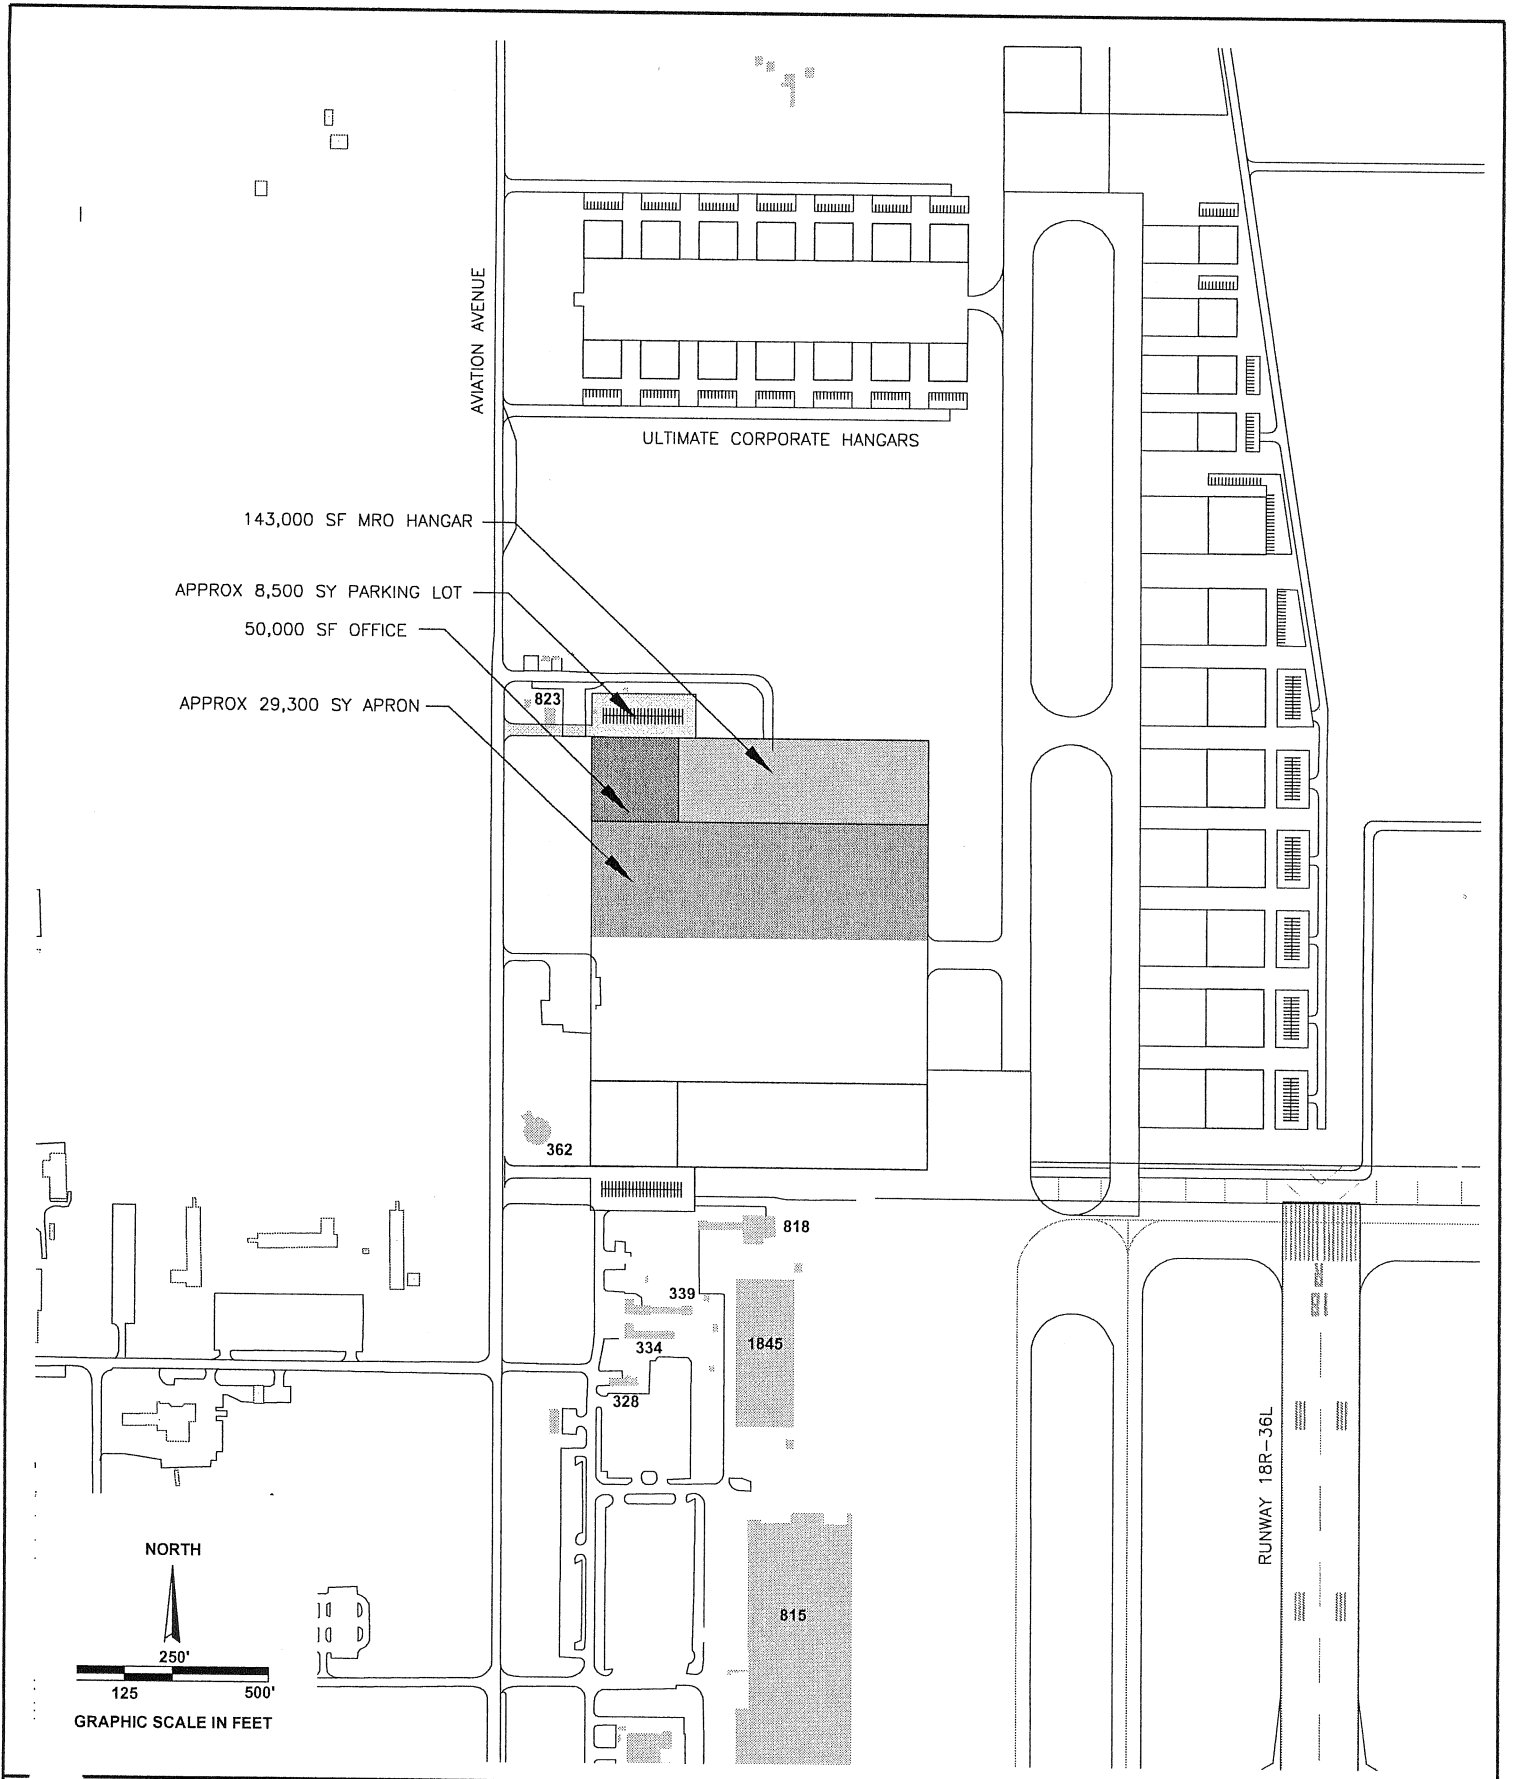 AVIATION AVENUE
ULTIMATE CORPORATE HANGARS
143,000 SF MRO HANGAR
APPROX 8,500 SY PARKING LOT
50,000 SF OFFICE
823
APPROX 29,300 SY APRON
362
818
339
1845
334
328
RUNWAY 18R-36L
815
NORTH
250'
125 500'
GRAPHIC SCALE IN FEET